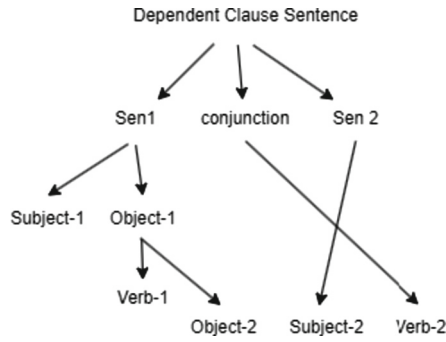 Dependent Clause Sentence
Sen1 conjunction Sen 2
Subject-1 Object-1
Verb-1
Object-2 Subject-2 Verb-2